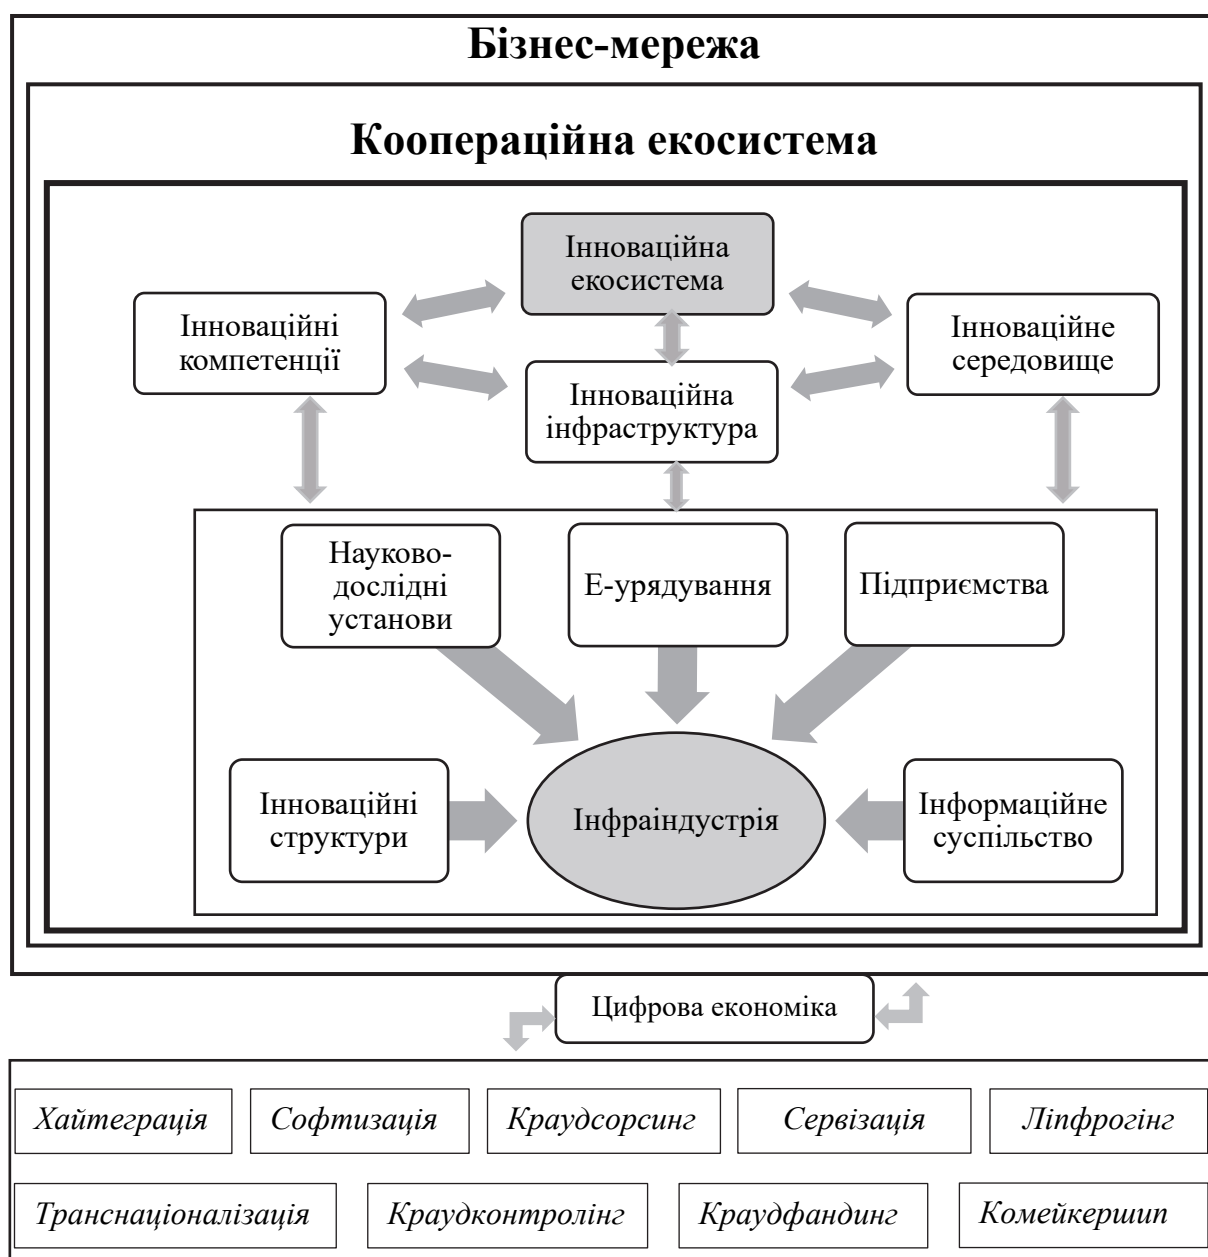 Бізнес-мережа
Коопераційна екосистема
Інноваційна
екосистема
Інноваційні
компетенції
Інноваційне
середовище
Інноваційна
інфраструктура
Науково-
дослідні
установи
Е-урядування
Підприємства
Інноваційні
структури
Інфраіндустрія
Інформаційне
суспільство
Цифрова економіка
Хайтеграція
Софтизація
Краудсорсинг
Сервізація
Ліпфрогінг
Транснаціоналізація
Краудконтролінг
Краудфандинг
Комейкершип